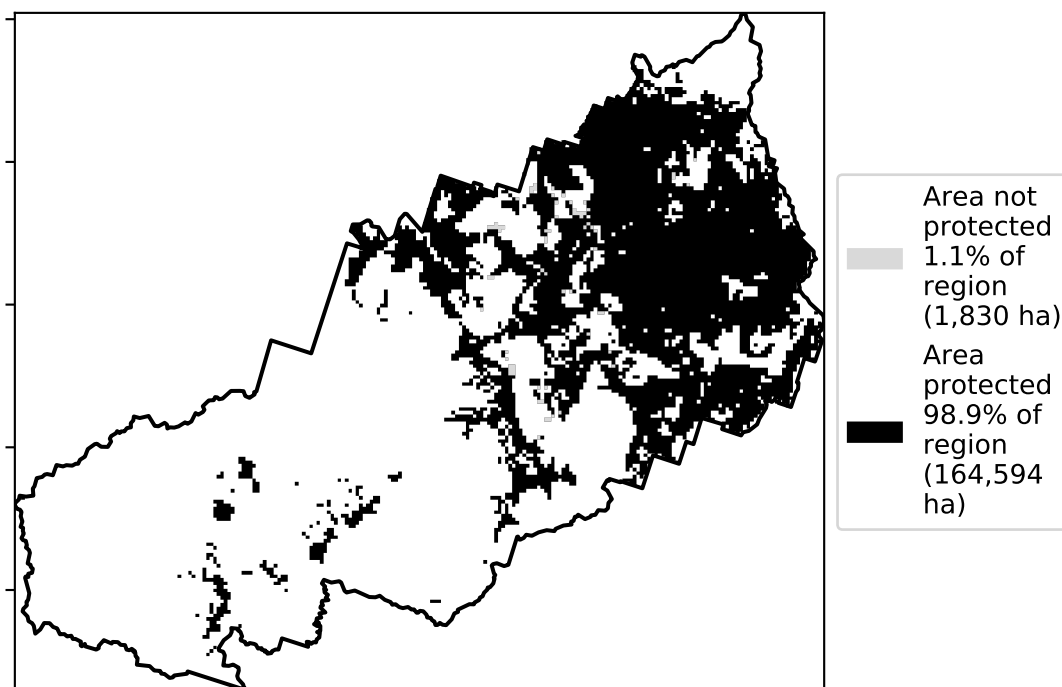 Area not
protected
1.1% of
region
(1,830 ha)
Area
protected
98.9% of
region
(164,594
ha)